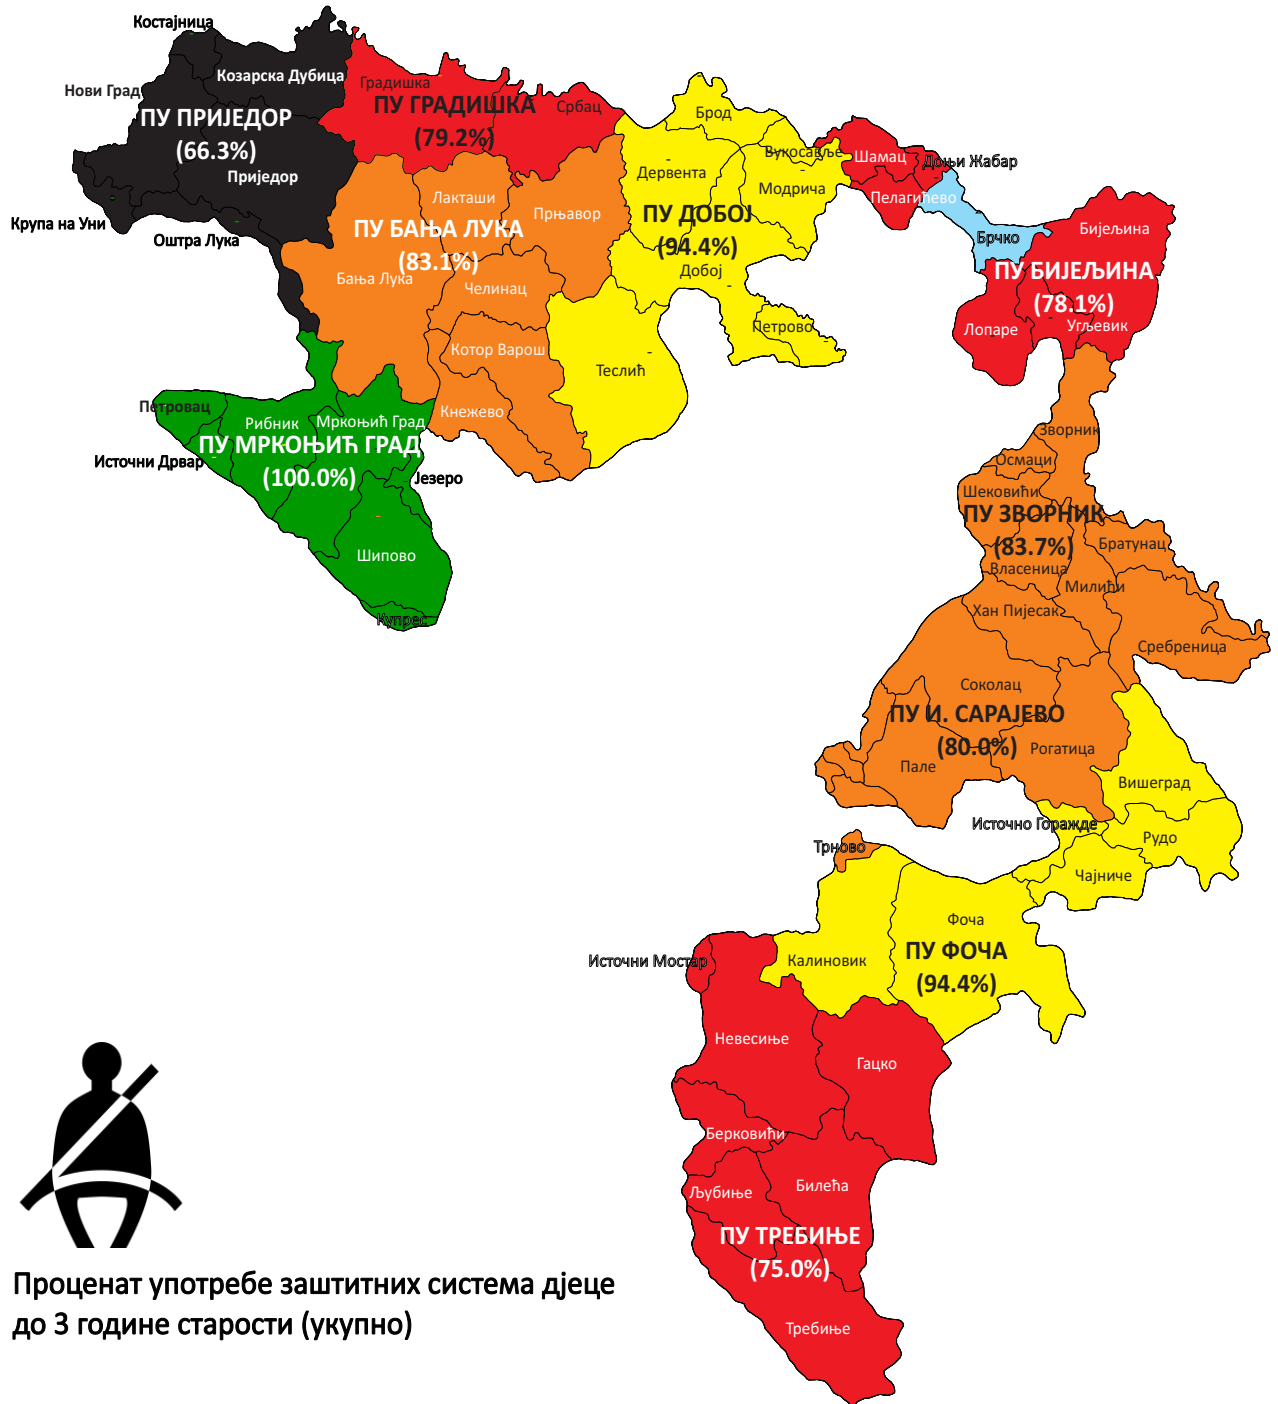 Костајница
Козарска Дубица
Нови Град
ПУ ПРИЈЕДОР
(66.3%)
Приједор
Крупа на Уни
Оштра Лука
Градишка
ПУ ГРАДИШКА
(79.2%)
Србац
Лакташи
Прњавор
ПУ БАЊА ЛУКА
(83.1%)
Бања Лука
Челинац
Котор Варош
Кнежево
Брод
Вукосавље
Дервента
Модрича
ПУ ДОБОЈ
(94.4%)
Добој
Петрово
Теслић
Шамац
Доњи Жабар
Пелагићево
Брчко
Бијељина
ПУ БИЈЕЉИНА
(78.1%)
Лопаре
Угљевик
Петровац
Рибник
Мркоњић Град
ПУ МРКОЊИЋ ГРАД
(100.0%)
Источни Дрвар
Језеро
Шипово
Купрес
Зворник
Осмаци
Шековићи
ПУ ЗВОРНИК
(83.7%)
Братунац
Власеница
Милићи
Хан Пијесак
Сребреница
Соколац
ПУ И. САРАЈЕВО
(80.0%)
Рогатица
Пале
Вишеград
Источно Горажде
Рудо
Трново
Чајниче
Фоча
ПУ ФОЧА
(94.4%)
Калиновик
Источни Мостар
Невесиње
Гацко
Берковићи
Љубиње
Билећа
ПУ ТРЕБИЊЕ
(75.0%)
Требиње
Проценат употребе заштитних система дјеце
до 3 године старости (укупно)